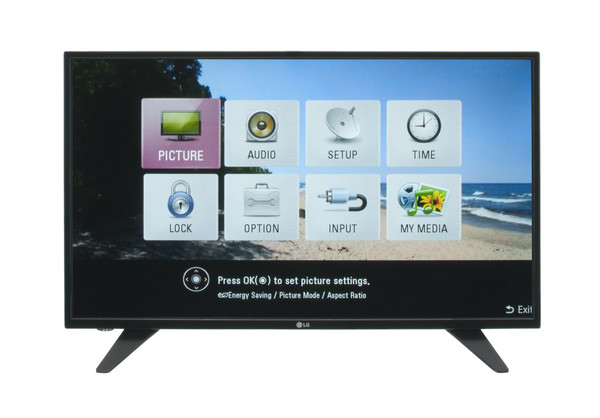 PICTURE
AUDIO
SETUP
TIME
LOCK
OPTION
INPUT
MY MEDIA
Press OK(◉) to set picture settings.
Energy Saving / Picture Mode / Aspect Ratio
Exit
LG